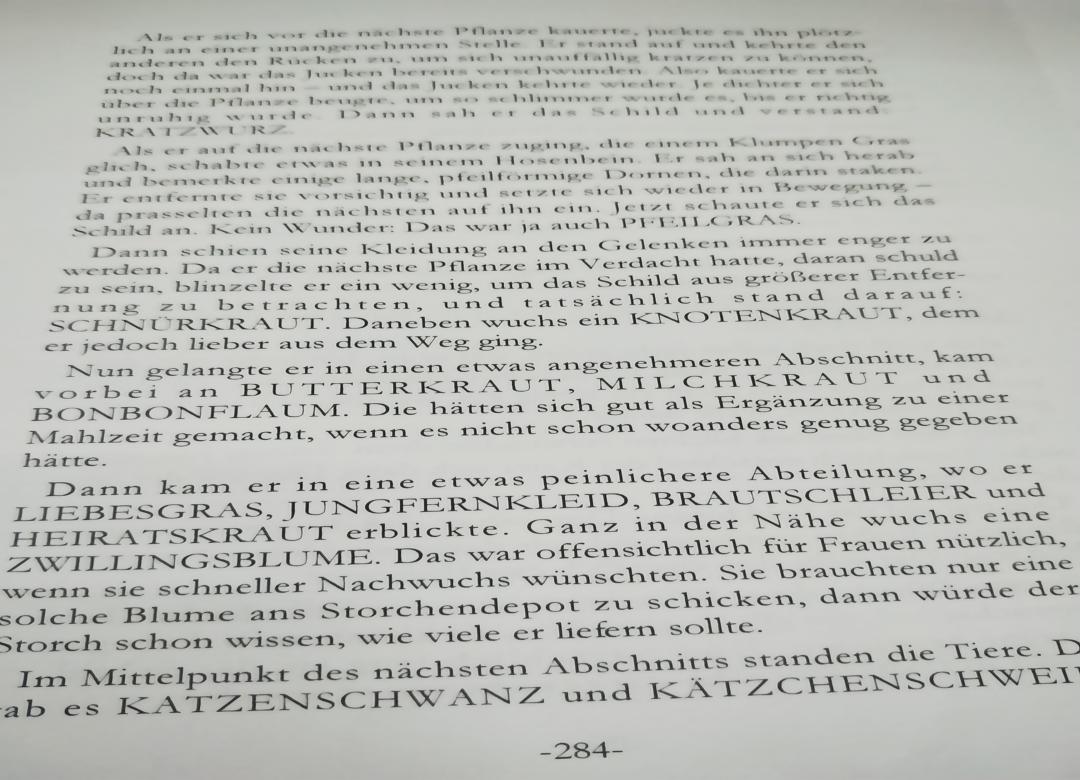 Als er sich vor die nächste Pflanze kauerte, juckte es ihn plötz-
lich an einer unangenehmen Stelle. Er stand auf und kehrte den
anderen den Rücken zu, um sich unauffällig kratzen zu können,
doch da war das Jucken bereits verschwunden. Also kauerte er sich
noch einmal hin – und das Jucken kehrte wieder. Je dichter er sich
über die Pflanze beugte, um so schlimmer wurde es, bis er richtig
unruhig wurde. Dann sah er das Schild und verstand:
KRATZWURZ.
Als er auf die nächste Pflanze zuging, die einem Klumpen Gras
glich, schabte etwas in seinem Hosenbein. Er sah an sich herab
und bemerkte einige lange, pfeilförmige Dornen, die darin staken.
Er entfernte sie vorsichtig und setzte sich wieder in Bewegung –
da prasselten die nächsten auf ihn ein. Jetzt schaute er sich das
Schild an. Kein Wunder: Das war ja auch PFEILGRAS.
Dann schien seine Kleidung an den Gelenken immer enger zu
werden. Da er die nächste Pflanze im Verdacht hatte, daran schuld
zu sein, blinzelte er ein wenig, um das Schild aus größerer Entfer-
nung zu betrachten, und tatsächlich stand darauf:
SCHNÜRKRAUT. Daneben wuchs ein KNOTENKRAUT, dem
er jedoch lieber aus dem Weg ging.
Nun gelangte er in einen etwas angenehmeren Abschnitt, kam
vorbei an BUTTERKRAUT, MILCHKRAUT und
BONBONFLAUM. Die hätten sich gut als Ergänzung zu einer
Mahlzeit gemacht, wenn es nicht schon woanders genug gegeben
hätte.
Dann kam er in eine etwas peinlichere Abteilung, wo er
LIEBESGRAS, JUNGFERNKLEID, BRAUTSCHLEIER und
HEIRATSKRAUT erblickte. Ganz in der Nähe wuchs eine
ZWILLINGSBLUME. Das war offensichtlich für Frauen nützlich,
wenn sie schneller Nachwuchs wünschten. Sie brauchten nur eine
solche Blume ans Storchendepot zu schicken, dann würde der
Storch schon wissen, wie viele er liefern sollte.
Im Mittelpunkt des nächsten Abschnitts standen die Tiere. D
ab es KATZENSCHWANZ und KÄTZCHENSCHWEI
-284-